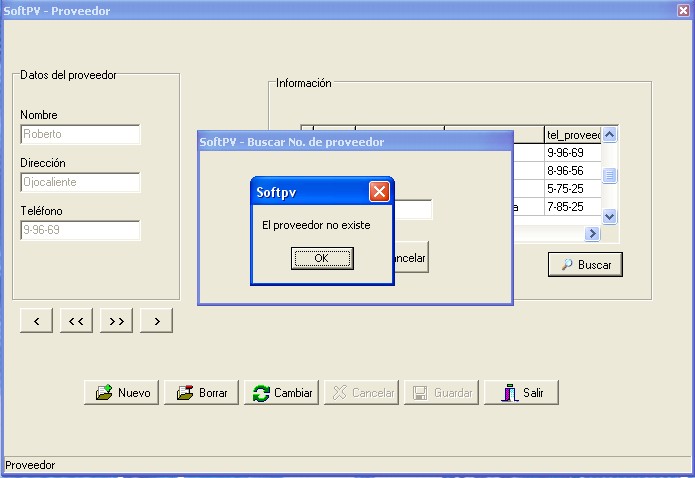 SoftPV - Proveedor
Datos del proveedor
Nombre
Roberto
Dirección
Ojocaliente
Teléfono
9-96-69
< << >> >
Información
tel_proveed
9-96-69
8-96-56
5-75-25
a 7-85-25
Buscar
SoftPV - Buscar No. de proveedor
ancelar
Softpv
El proveedor no existe
OK
Nuevo Borrar Cambiar Cancelar Guardar Salir
Proveedor